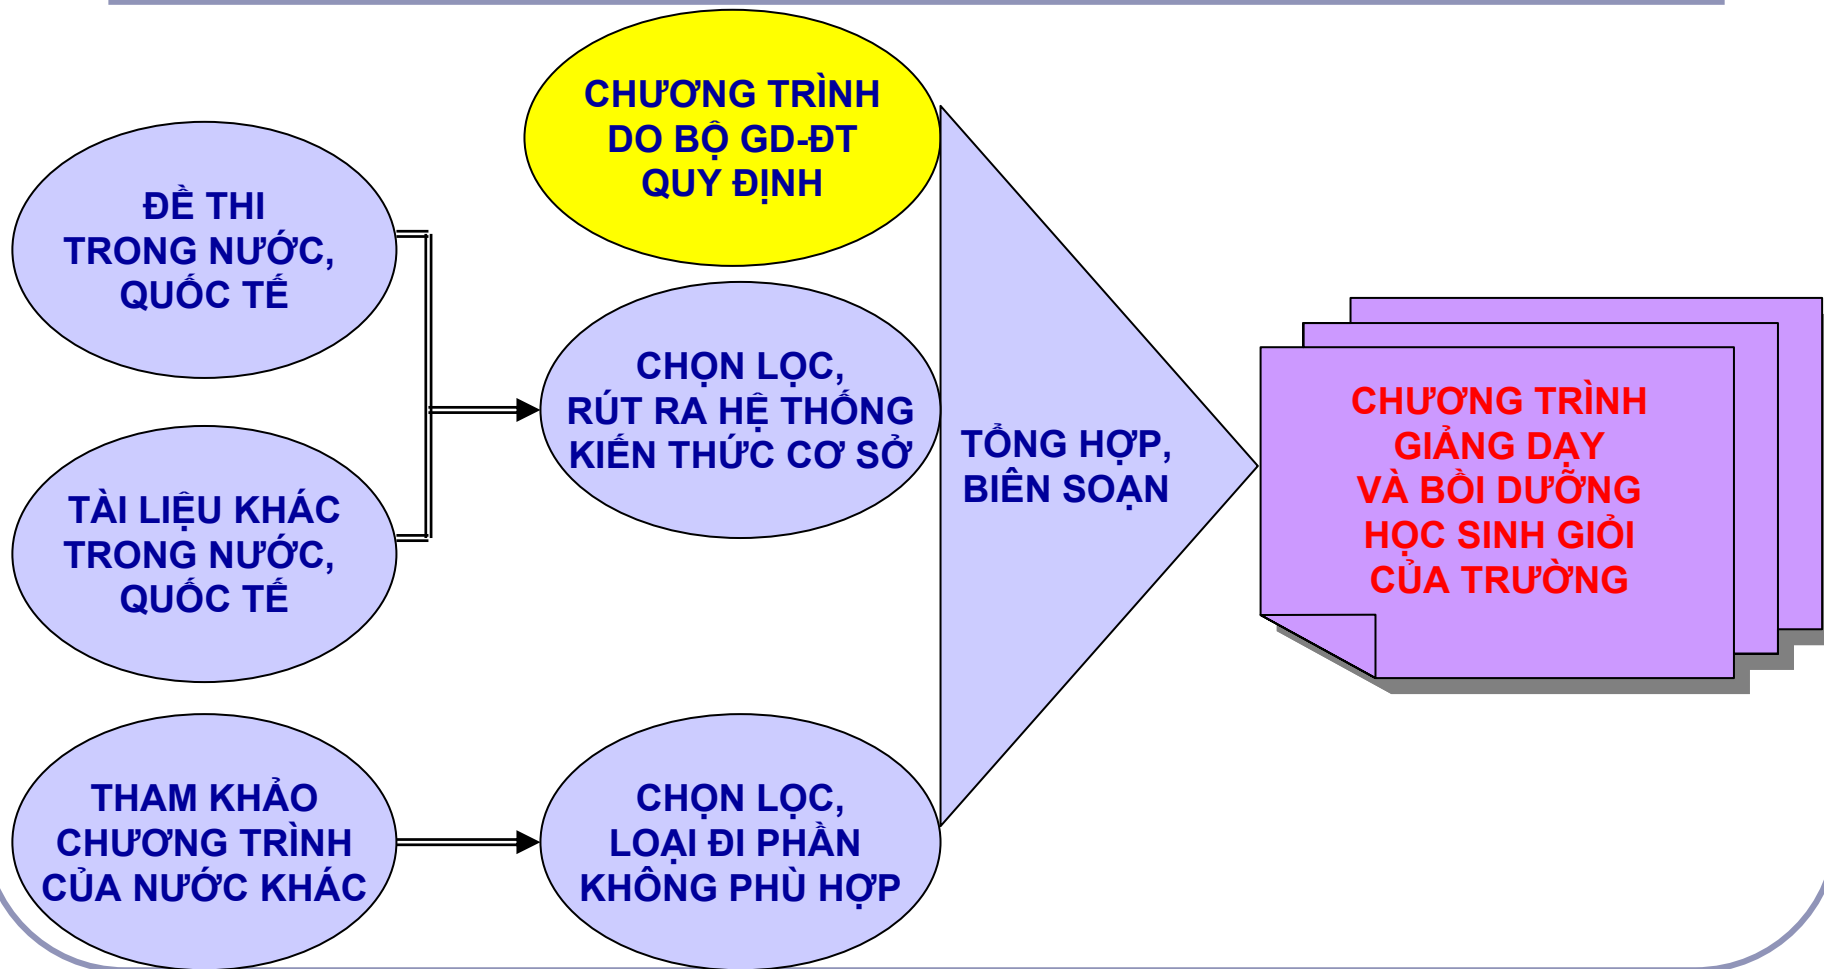 CHƯƠNG TRÌNH
DO BỘ GD-ĐT
QUY ĐỊNH
ĐỀ THI
TRONG NƯỚC,
QUỐC TẾ
CHỌN LỌC,
RÚT RA HỆ THỐNG
KIẾN THỨC CƠ SỞ
TÀI LIỆU KHÁC
TRONG NƯỚC,
QUỐC TẾ
THAM KHẢO
CHƯƠNG TRÌNH
CỦA NƯỚC KHÁC
CHỌN LỌC,
LOẠI ĐI PHẦN
KHÔNG PHÙ HỢP
TỔNG HỢP,
BIÊN SOẠN
CHƯƠNG TRÌNH
GIẢNG DẠY
VÀ BỒI DƯỠNG
HỌC SINH GIỎI
CỦA TRƯỜNG